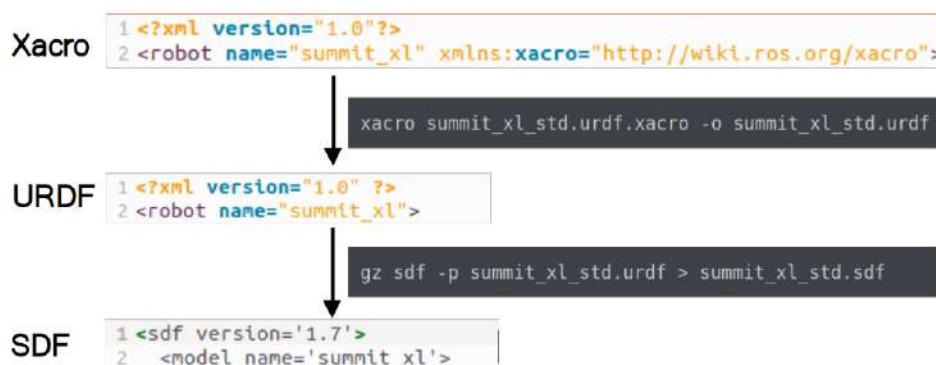 Xacro
1 <?xml version="1.0"?>
2 <robot name="summit_xl" xmlns:xacro="http://wiki.ros.org/xacro">
xacro summit_xl_std.urdf.xacro -o summit_xl_std.urdf
URDF
1 <?xml version="1.0" ?>
2 <robot name="summit_xl">
gz sdf -p summit_xl_std.urdf > summit_xl_std.sdf
SDF
1 <sdf version='1.7'>
2 <model name='summit_xl'>